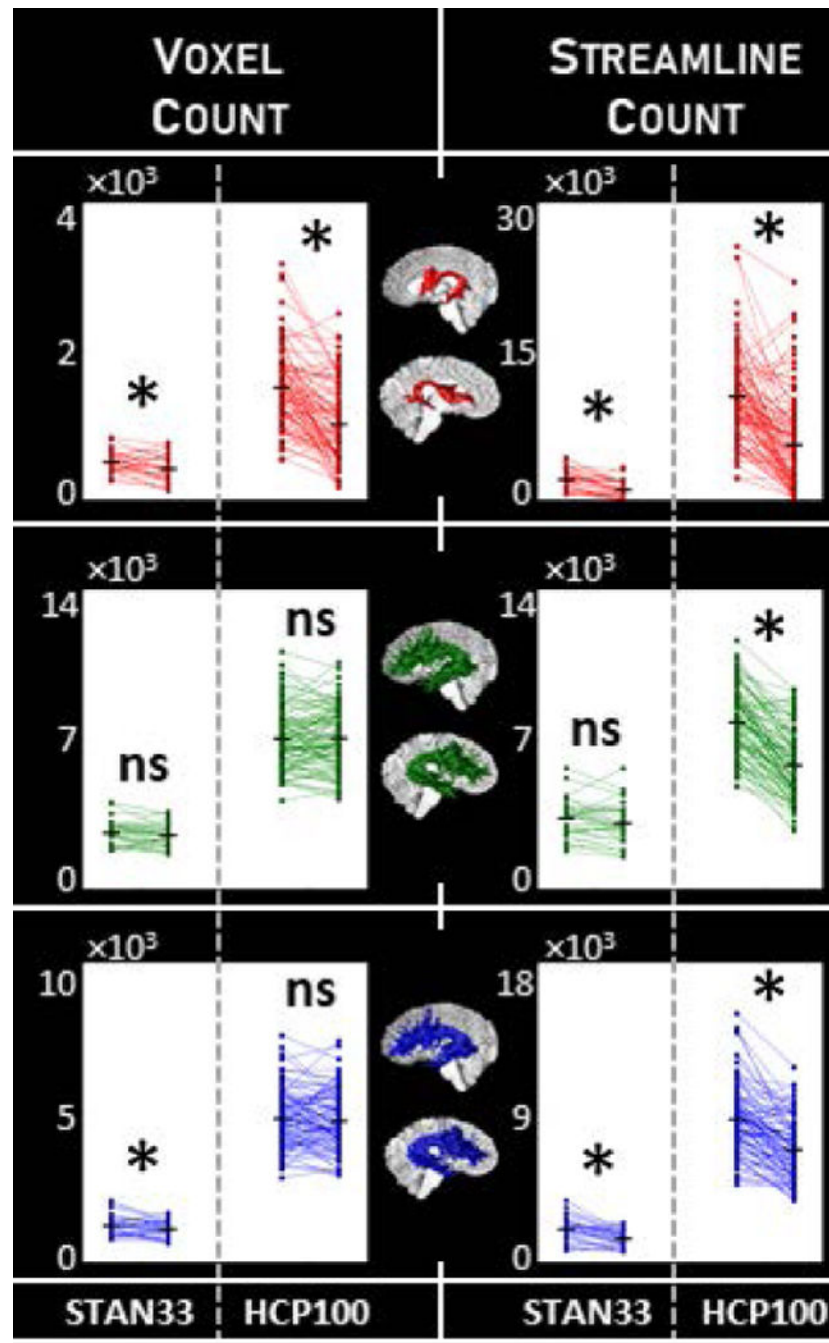 VOXEL STREAMLINE
COUNT COUNT
×10³ ×10³
4 30
* *
2 15
* *
0 0
×10³ ×10³
14 14
ns *
7 7
ns ns
0 0
×10³ ×10³
10 18
ns *
5 9
* *
0 0
STAN33 HCP100 STAN33 HCP100